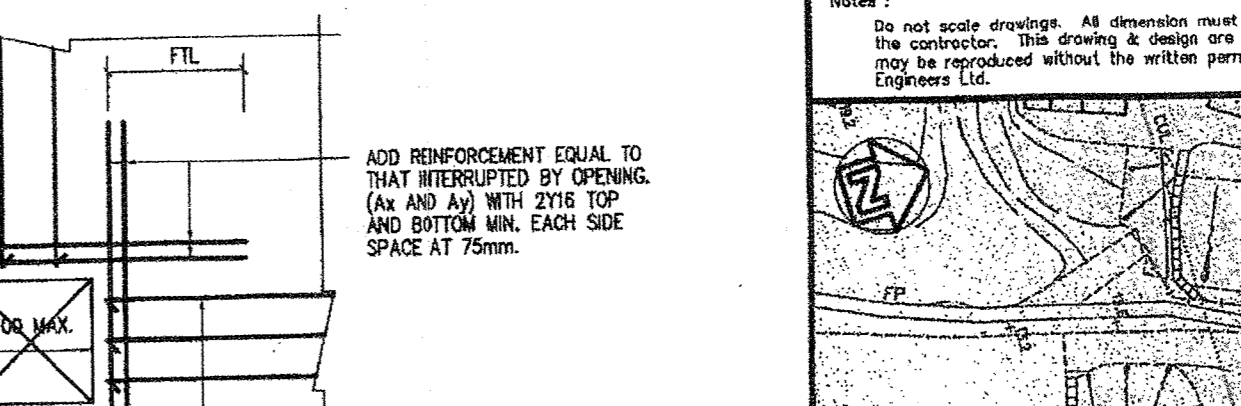 FTL
ADD REINFORCEMENT EQUAL TO
THAT INTERRUPTED BY OPENING.
(Ax AND Ay) WITH 2Y16 TOP
AND BOTTOM MIN. EACH SIDE
SPACE AT 75mm.
MAX.
Notes :
Do not scale drawings. All dimension must
the contractor. This drawing & design are
may be reproduced without the written perm
Engineers Ltd.
CUL
N
FP